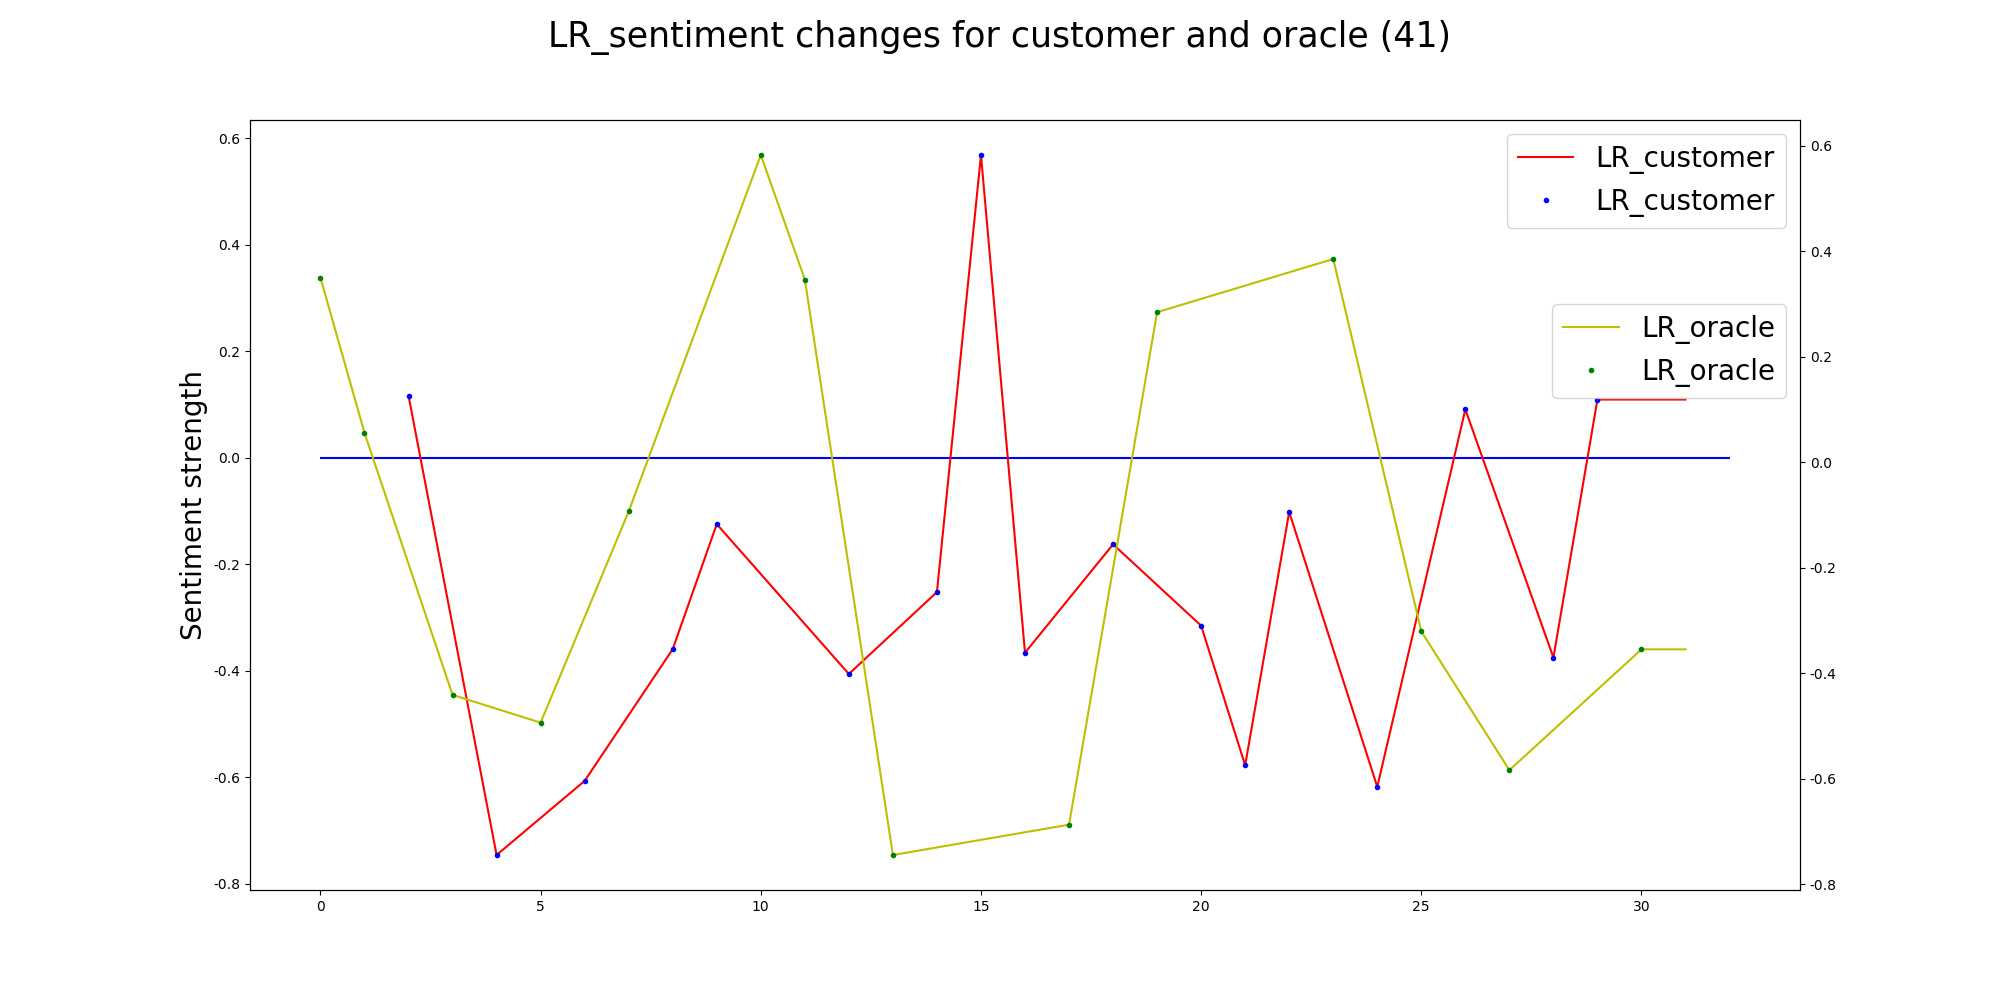 LR_sentiment changes for customer and oracle (41)
Sentiment strength
0.6
0.4
0.2
0.0
-0.2
-0.4
-0.6
-0.8
0 5 10 15 20 25 30
0.6
0.4
0.2
0.0
-0.2
-0.4
-0.6
-0.8
LR_customer
LR_customer
LR_oracle
LR_oracle